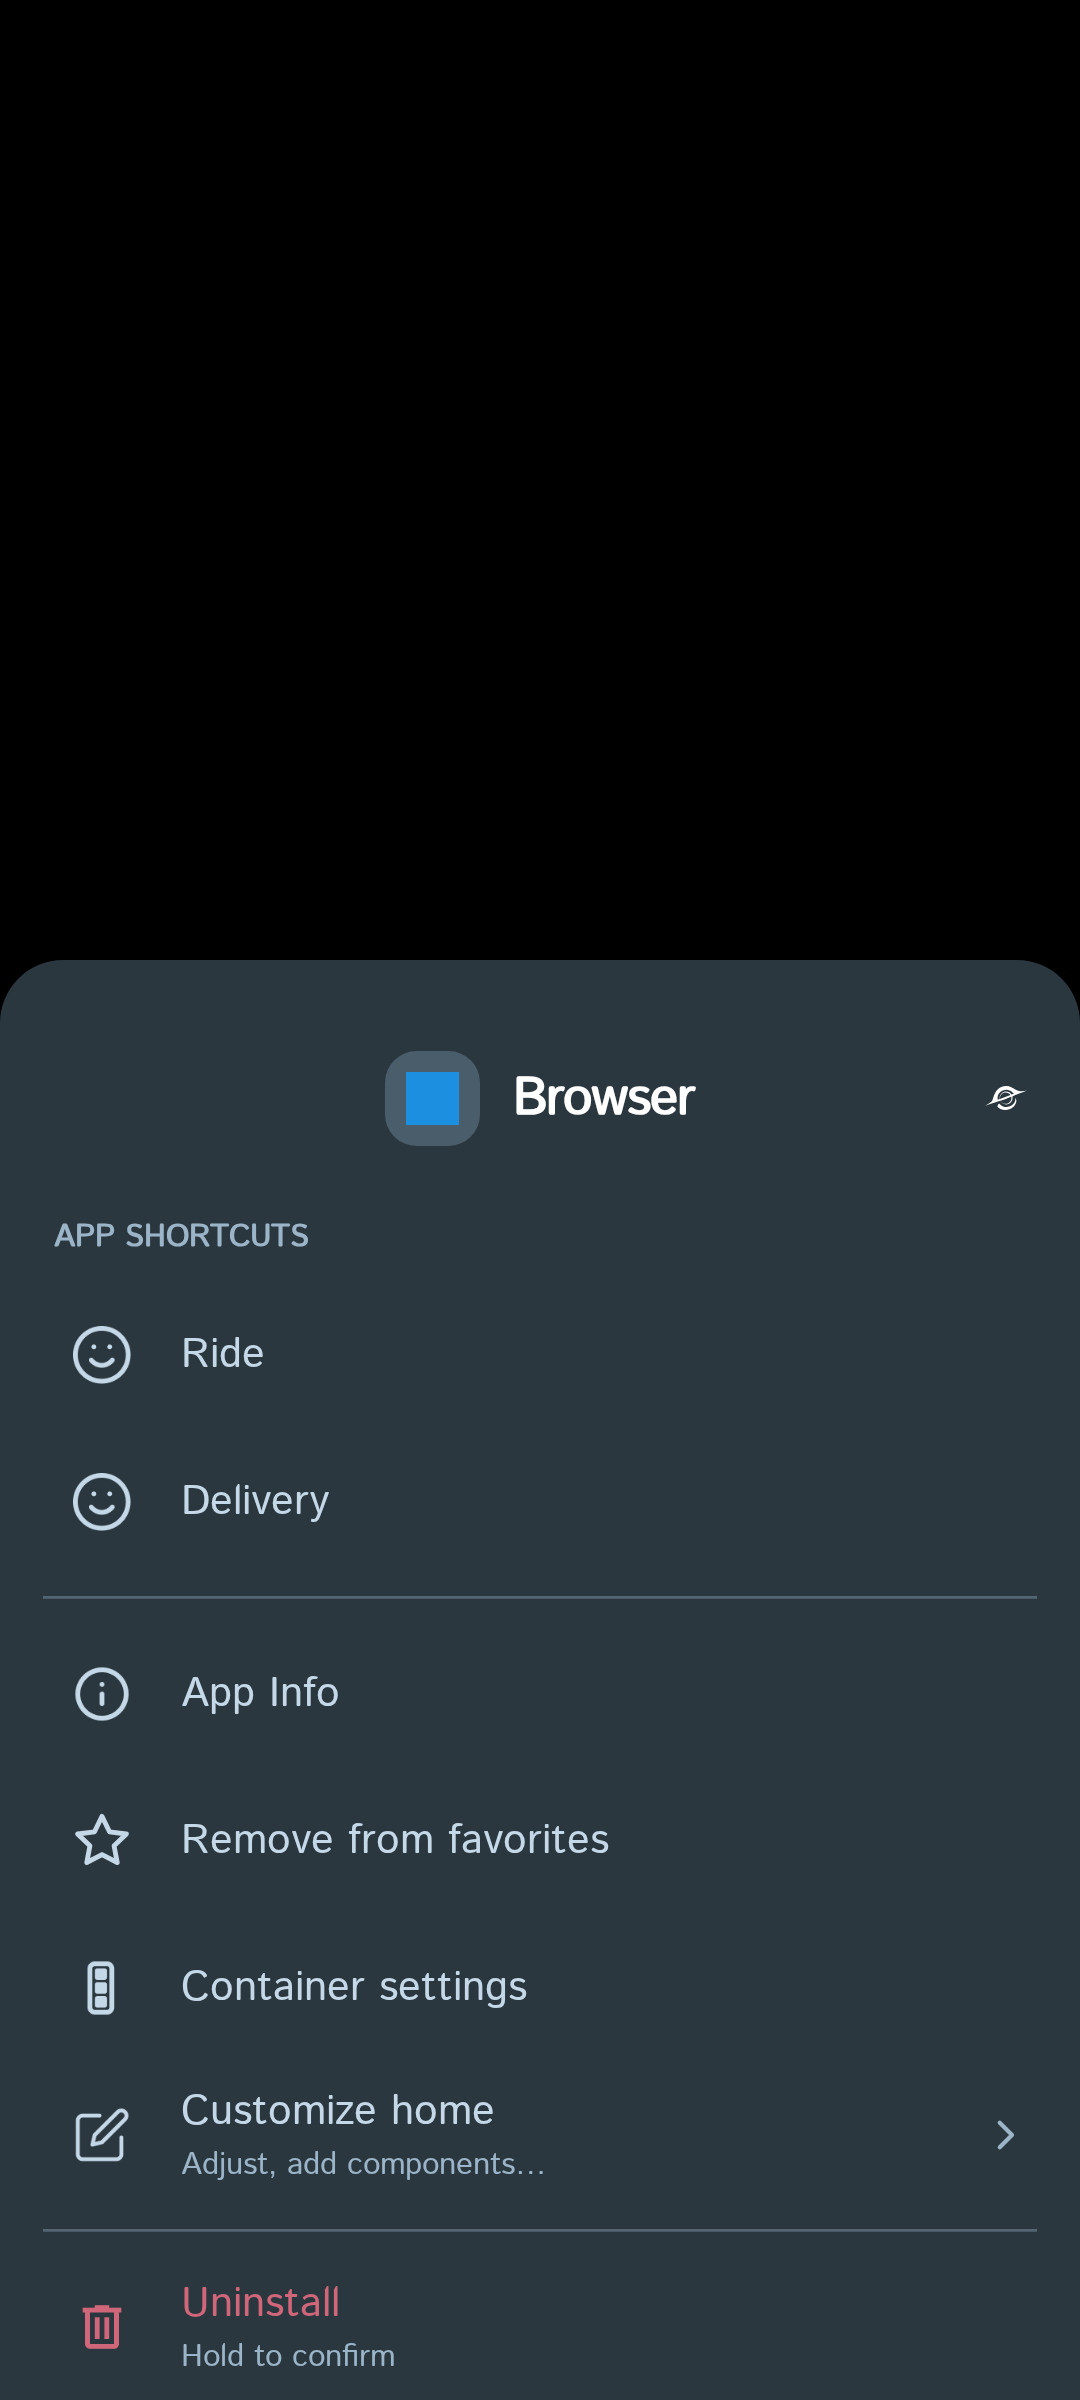 Browser
APP SHORTCUTS
Ride
Delivery
App Info
Remove from favorites
Container settings
Customize home
Adjust, add components...
Uninstall
Hold to confirm